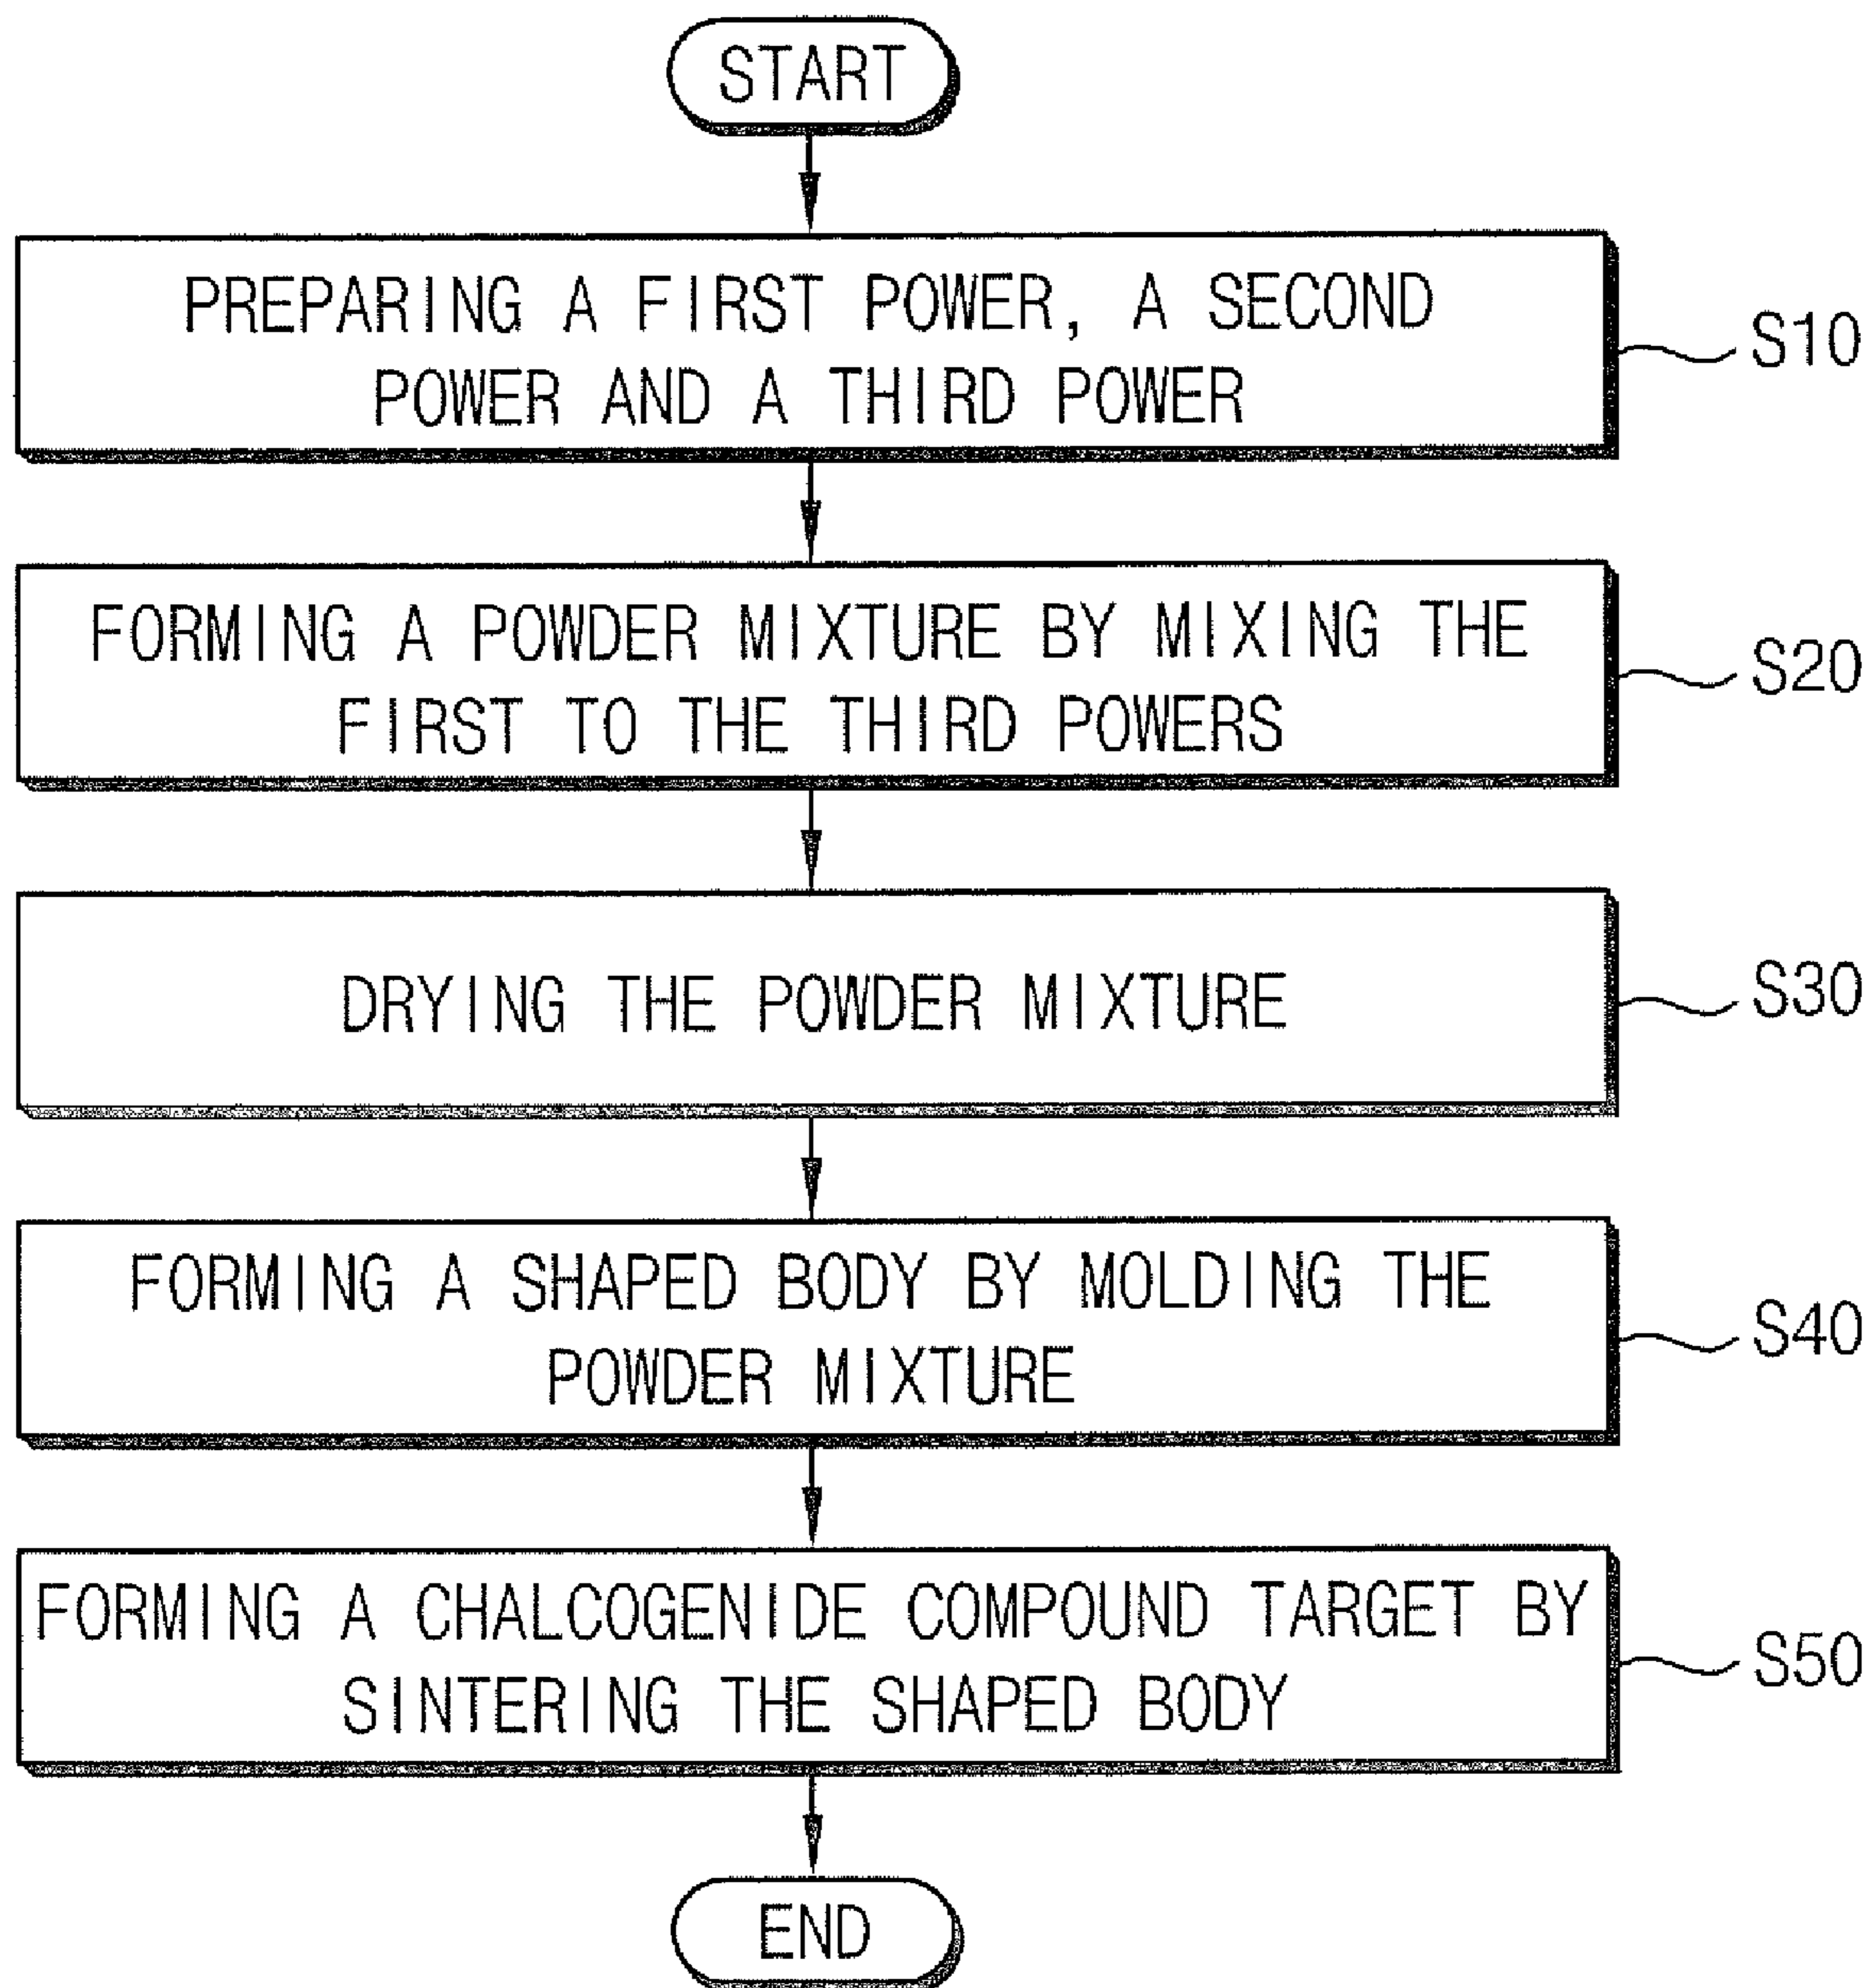 START
PREPARING A FIRST POWER, A SECOND
POWER AND A THIRD POWER
S10
FORMING A POWDER MIXTURE BY MIXING THE
FIRST TO THE THIRD POWERS
S20
DRYING THE POWDER MIXTURE
S30
FORMING A SHAPED BODY BY MOLDING THE
POWDER MIXTURE
S40
FORMING A CHALCOGENIDE COMPOUND TARGET BY
SINTERING THE SHAPED BODY
S50
END